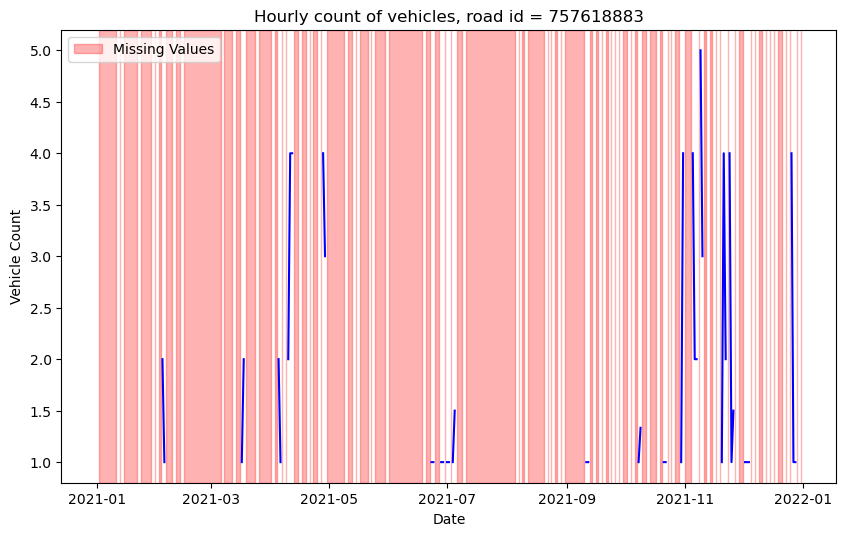 Hourly count of vehicles, road id = 757618883
Missing Values
5.0
4.5
4.0
3.5
3.0
2.5
2.0
1.5
1.0
Vehicle Count
2021-01 2021-03 2021-05 2021-07 2021-09 2021-11 2022-01
Date